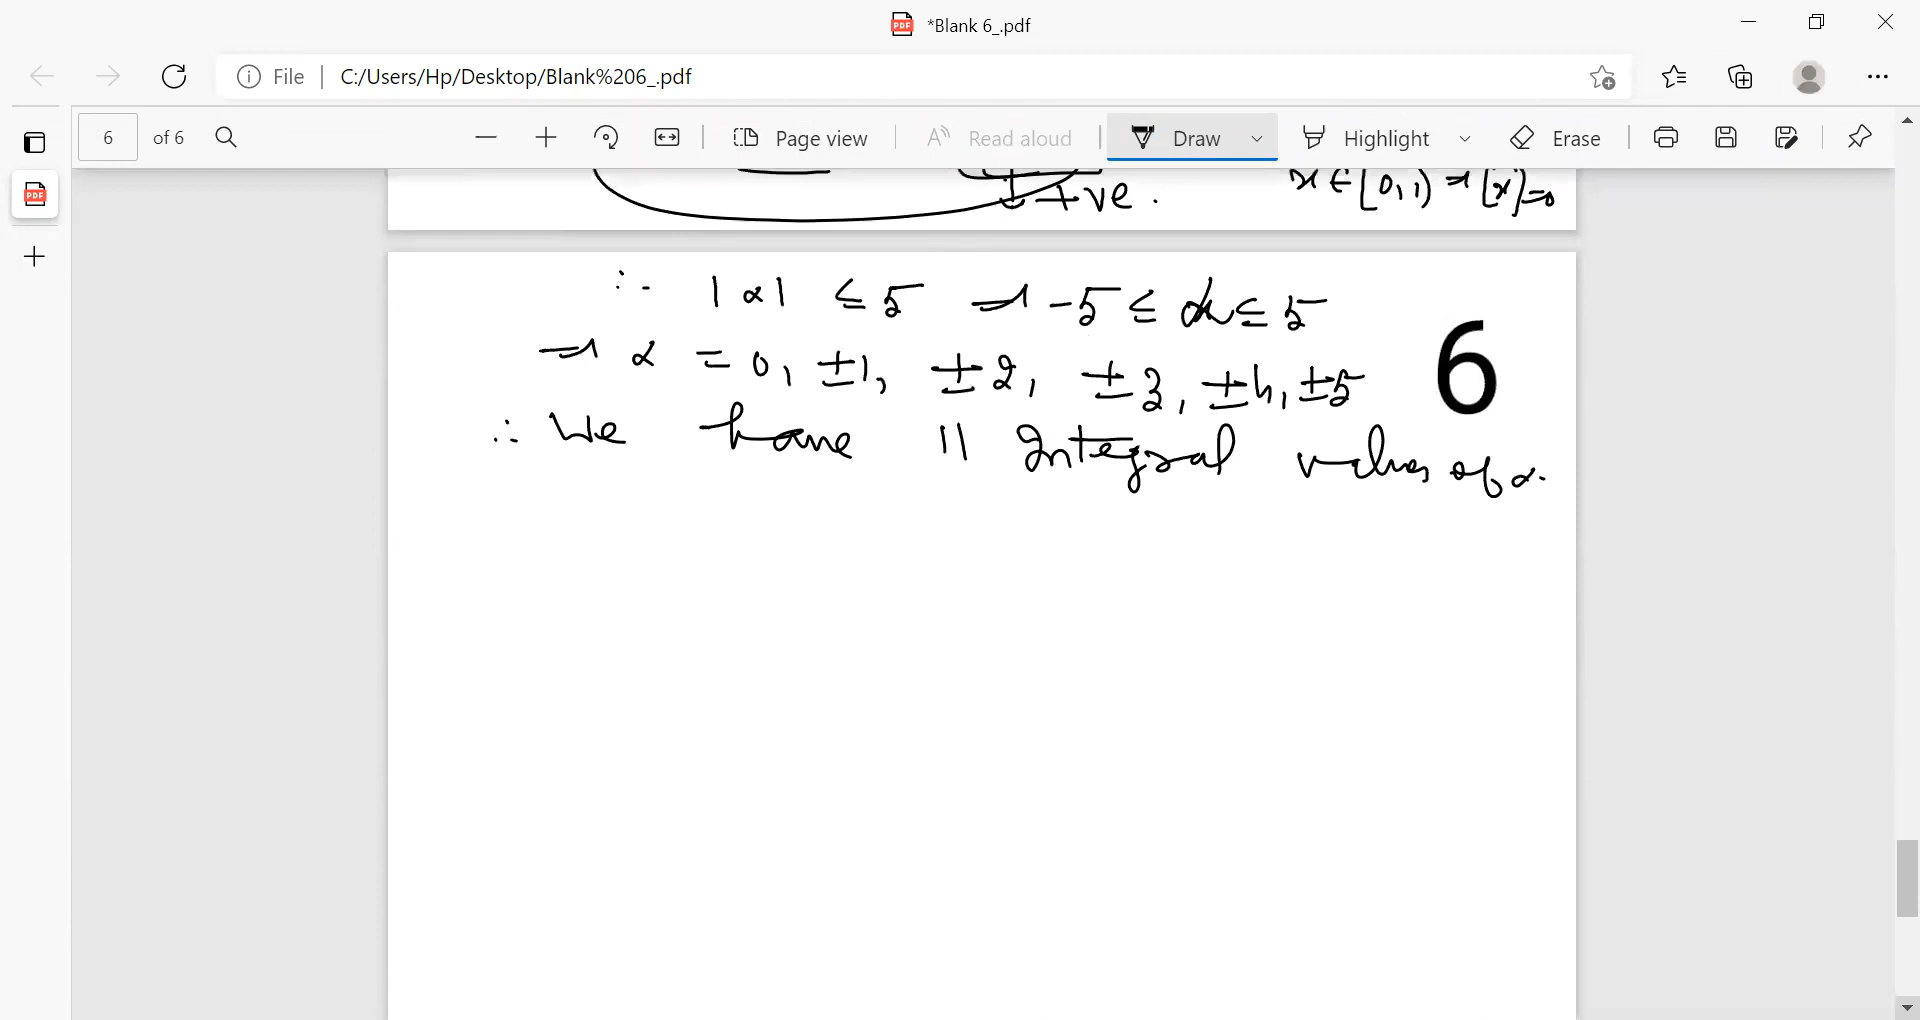 *Blank 6_.pdf
File | C:/Users/Hp/Desktop/Blank%206_.pdf
6 of 6 Page view Read aloud Draw Highlight Erase
+ve . x ∈ [0,1) ⇒ [x]=0
∴ |α| ≤ 5 ⇒ -5 ≤ α ≤ 5
⇒ α = 0, ±1, ±2, ±3, ±4, ±5
6
∴ We have 11 Integral values of α.